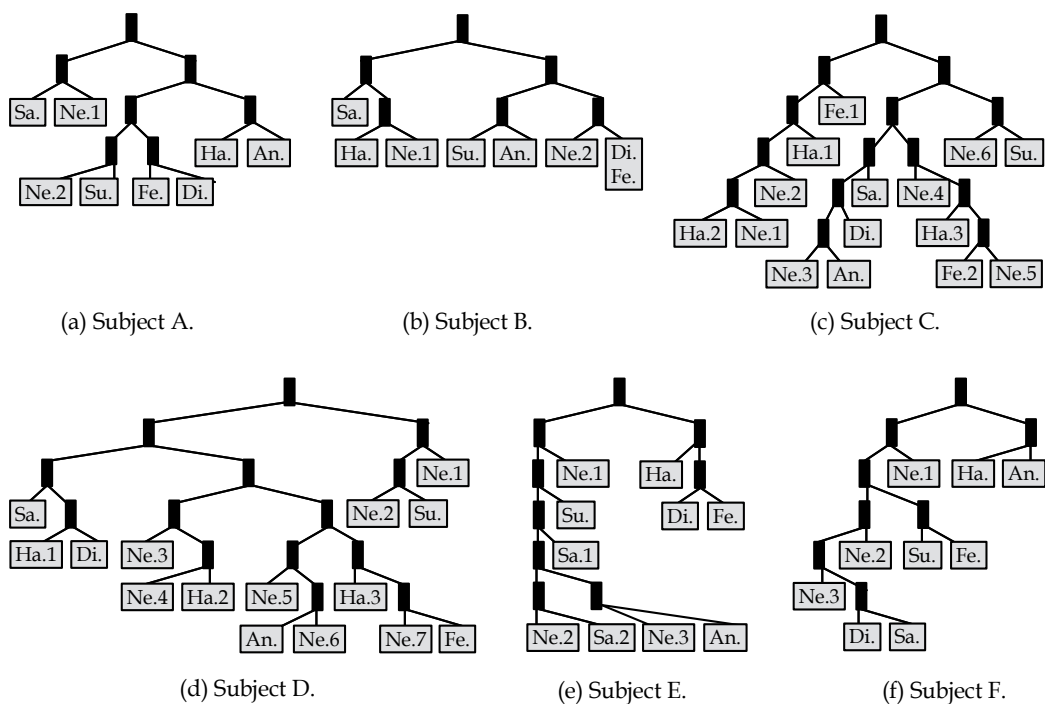 Sa. Ne.1
Ha. An.
Ne.2 Su. Fe. Di.
(a) Subject A.
Sa.
Ha. Ne.1 Su. An. Ne.2 Di.
Fe.
(b) Subject B.
Fe.1
Ha.1 Ne.6 Su.
Ne.2 Sa. Ne.4
Ha.2 Ne.1 Di. Ha.3
Ne.3 An. Fe.2 Ne.5
(c) Subject C.
Ne.1
Sa. Ne.2 Su.
Ha.1 Di. Ne.3
Ne.4 Ha.2 Ne.5 Ha.3
An. Ne.6 Ne.7 Fe.
(d) Subject D.
Ne.1 Ha.
Su. Di. Fe.
Sa.1
Ne.2 Sa.2 Ne.3 An.
(e) Subject E.
Ne.1 Ha. An.
Ne.2 Su. Fe.
Ne.3
Di. Sa.
(f) Subject F.